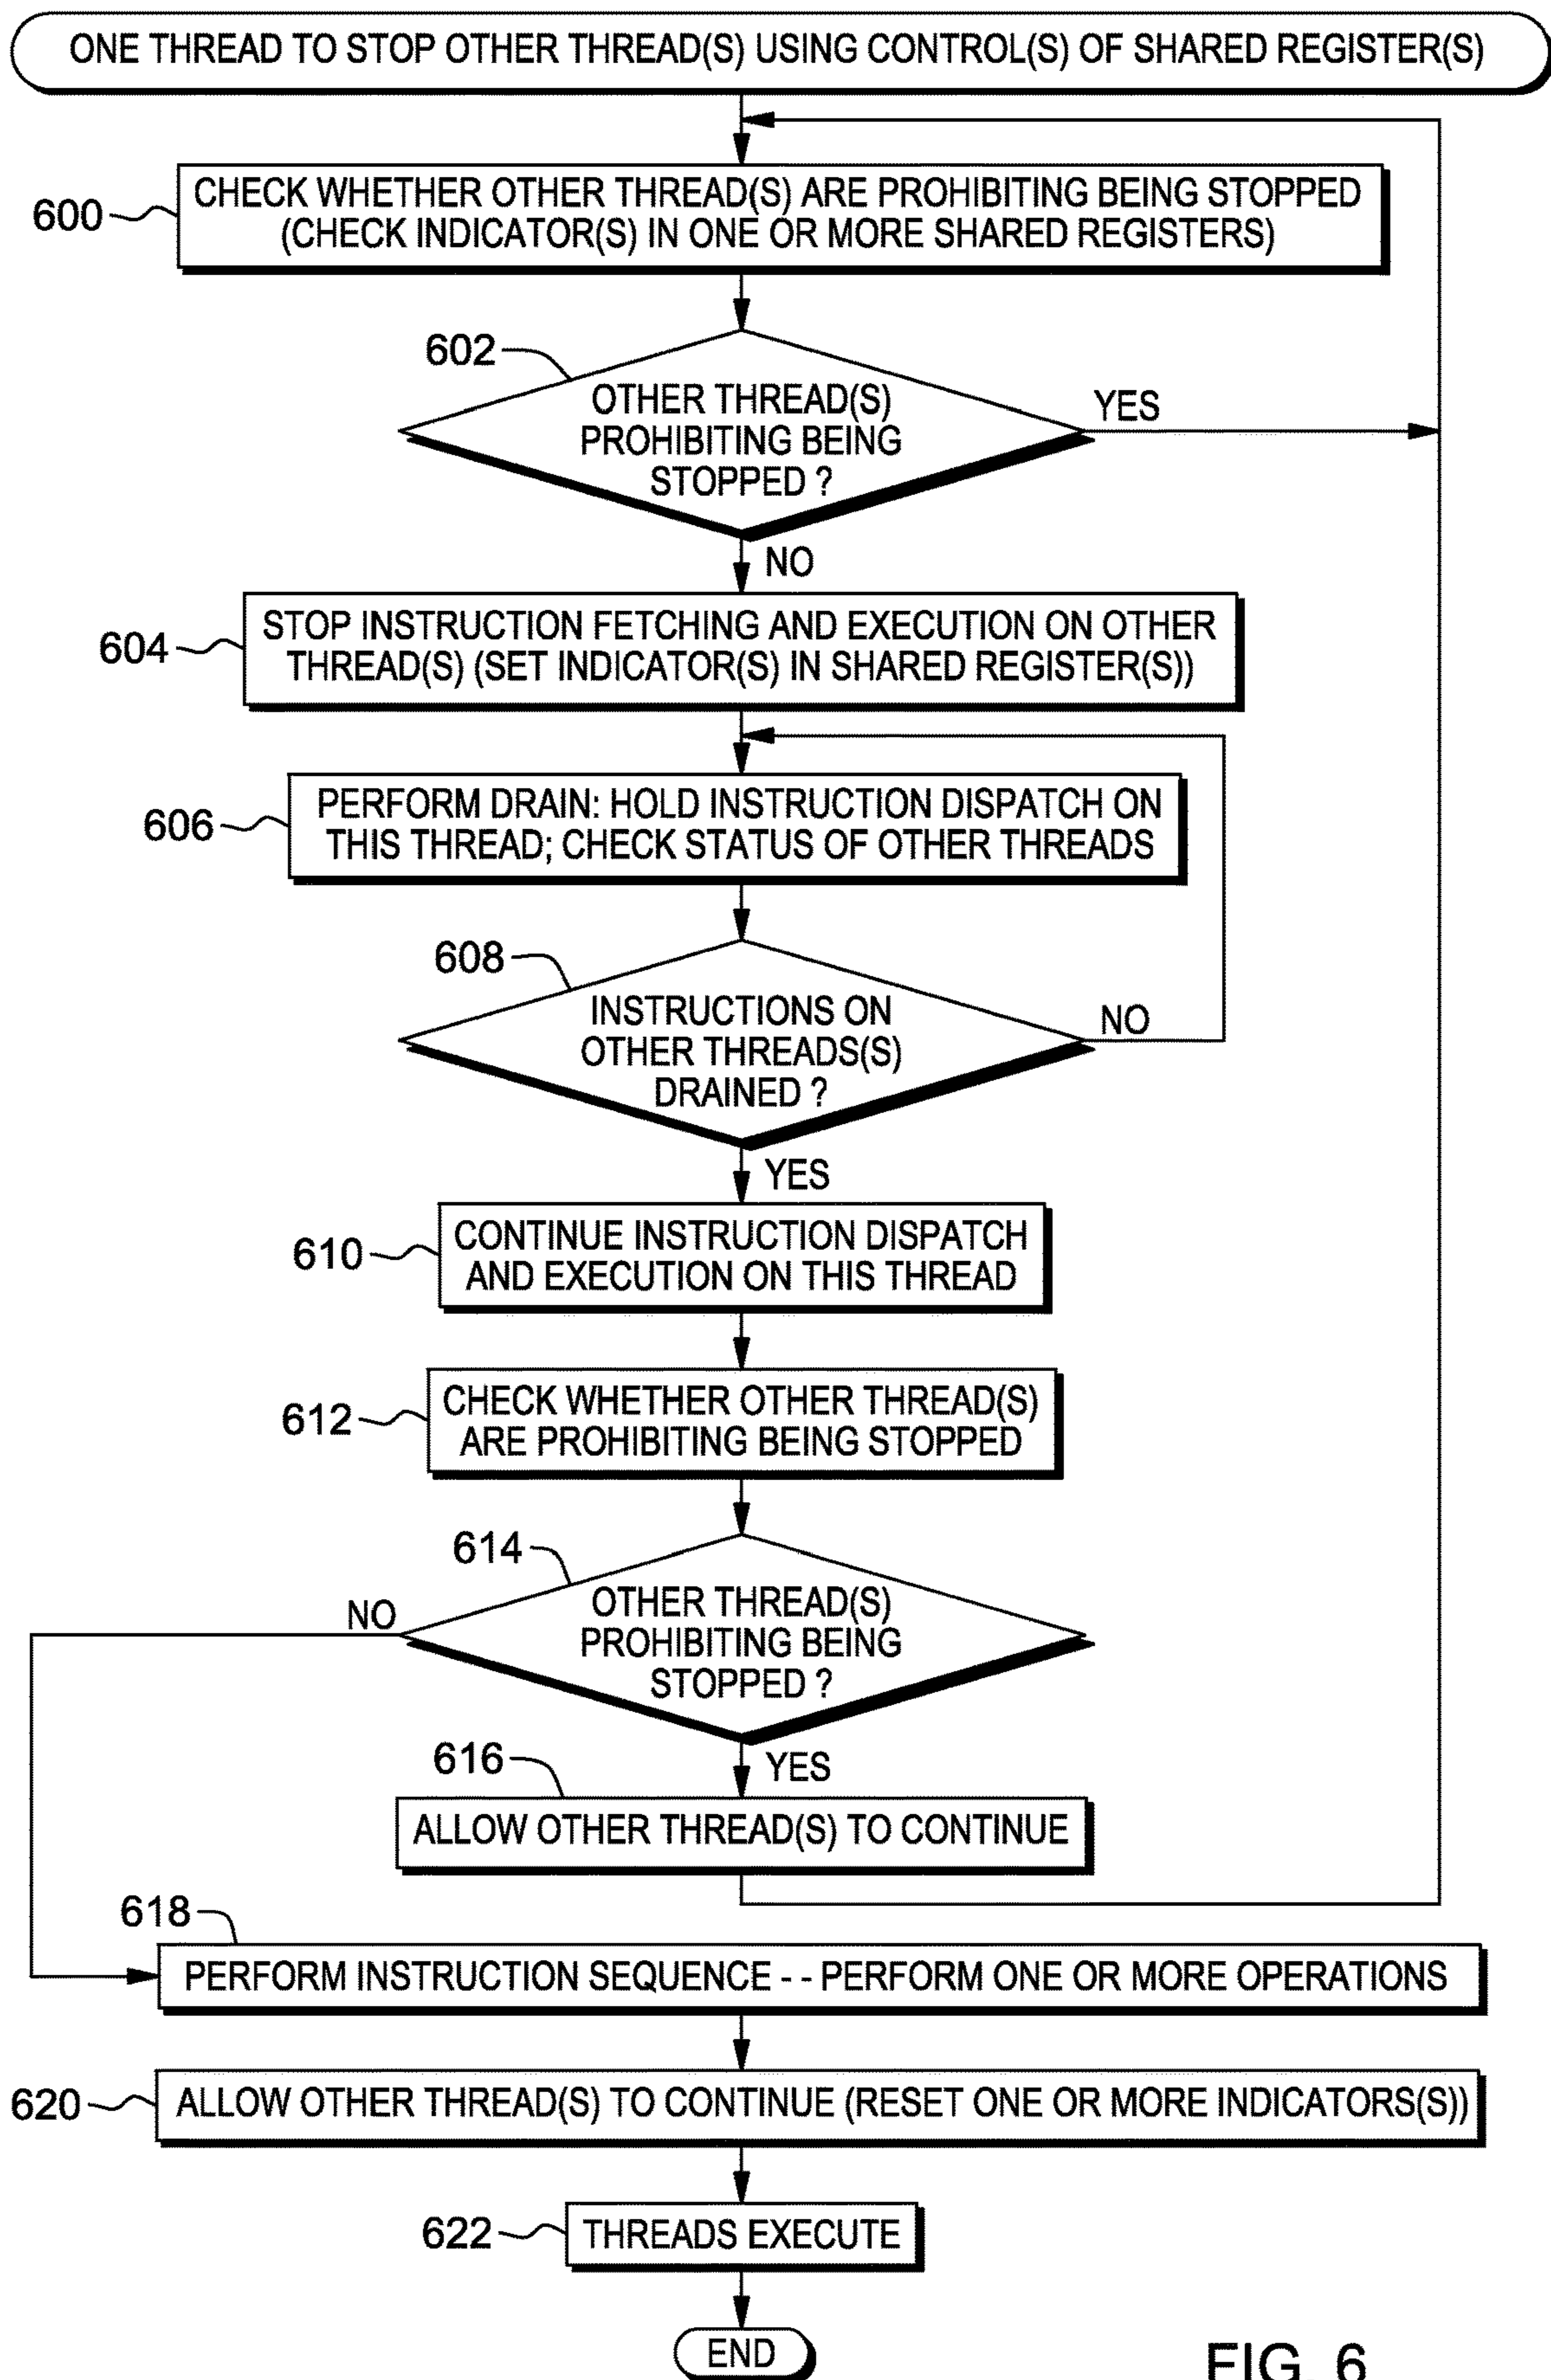 ONE THREAD TO STOP OTHER THREAD(S) USING CONTROL(S) OF SHARED REGISTER(S)
600
CHECK WHETHER OTHER THREAD(S) ARE PROHIBITING BEING STOPPED
(CHECK INDICATOR(S) IN ONE OR MORE SHARED REGISTERS)
602
OTHER THREAD(S)
PROHIBITING BEING
STOPPED ?
YES
NO
604
STOP INSTRUCTION FETCHING AND EXECUTION ON OTHER
THREAD(S) (SET INDICATOR(S) IN SHARED REGISTER(S))
606
PERFORM DRAIN: HOLD INSTRUCTION DISPATCH ON
THIS THREAD; CHECK STATUS OF OTHER THREADS
608
INSTRUCTIONS ON
OTHER THREADS(S)
DRAINED ?
NO
YES
610
CONTINUE INSTRUCTION DISPATCH
AND EXECUTION ON THIS THREAD
612
CHECK WHETHER OTHER THREAD(S)
ARE PROHIBITING BEING STOPPED
614
NO
OTHER THREAD(S)
PROHIBITING BEING
STOPPED ?
YES
616
ALLOW OTHER THREAD(S) TO CONTINUE
618
PERFORM INSTRUCTION SEQUENCE - - PERFORM ONE OR MORE OPERATIONS
620
ALLOW OTHER THREAD(S) TO CONTINUE (RESET ONE OR MORE INDICATORS(S))
622
THREADS EXECUTE
END
FIG. 6